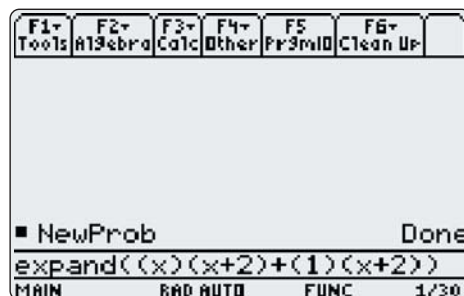 F1 F2 F3 F4 F5 F6
Tools Algebra Calc Other PrgmIO Clean Up
■ NewProb Done
expand((x)(x+2)+(1)(x+2))
MAIN RAD AUTO FUNC 1/30